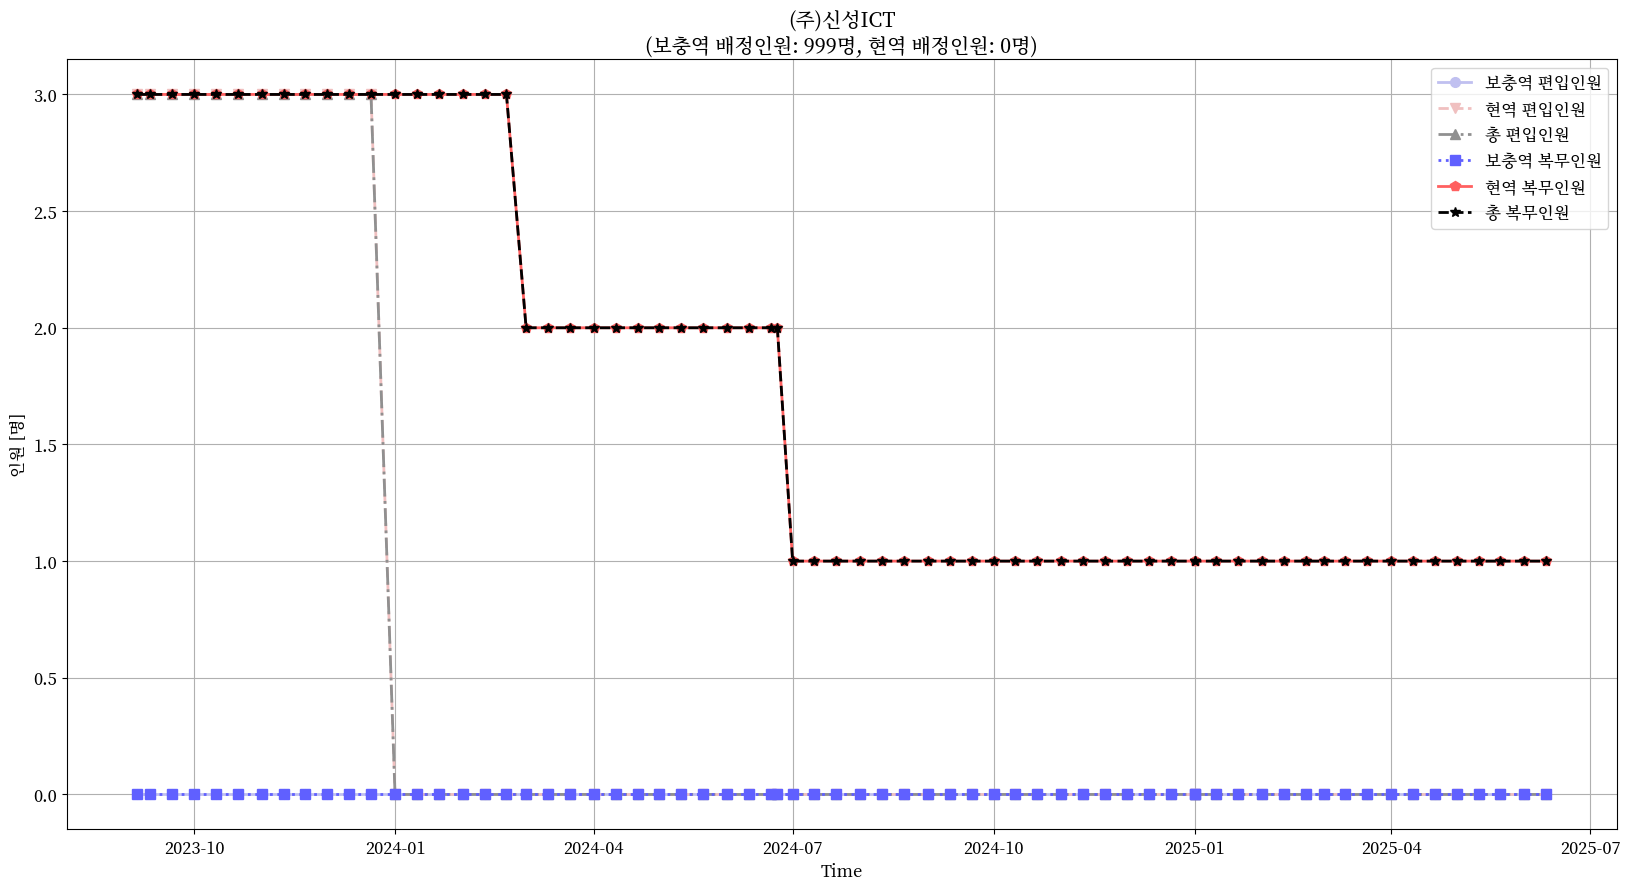 (주)신성ICT
(보충역 배정인원: 999명, 현역 배정인원: 0명)
보충역 편입인원
현역 편입인원
총 편입인원
보충역 복무인원
현역 복무인원
총 복무인원
인원 [명]
3.0
2.5
2.0
1.5
1.0
0.5
0.0
2023-10
2024-01
2024-04
2024-07
2024-10
2025-01
2025-04
2025-07
Time